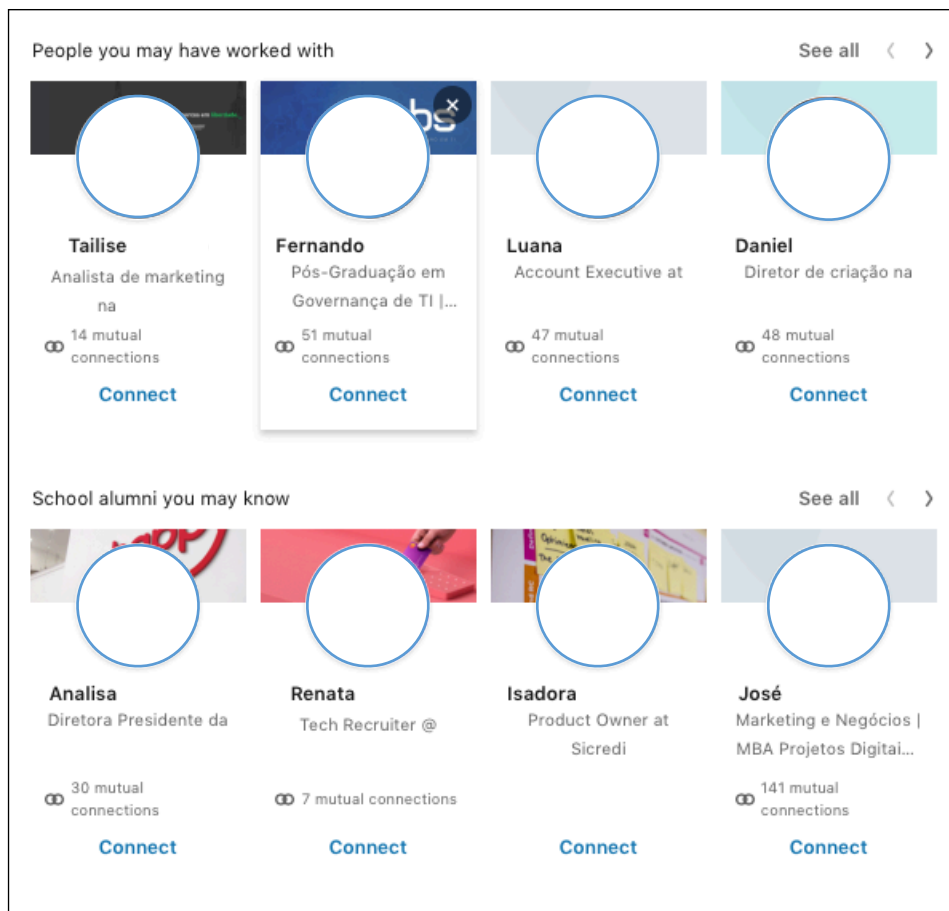 People you may have worked with
See all
bs
Tailise
Analista de marketing
na
14 mutual
connections
Connect
Fernando
Pós-Graduação em
Governança de TI |...
51 mutual
connections
Connect
Luana
Account Executive at
47 mutual
connections
Connect
Daniel
Diretor de criação na
48 mutual
connections
Connect
School alumni you may know
See all
Analisa
Diretora Presidente da
30 mutual
connections
Connect
Renata
Tech Recruiter @
7 mutual connections
Connect
Isadora
Product Owner at
Sicredi
Connect
José
Marketing e Negócios |
MBA Projetos Digitai...
141 mutual
connections
Connect